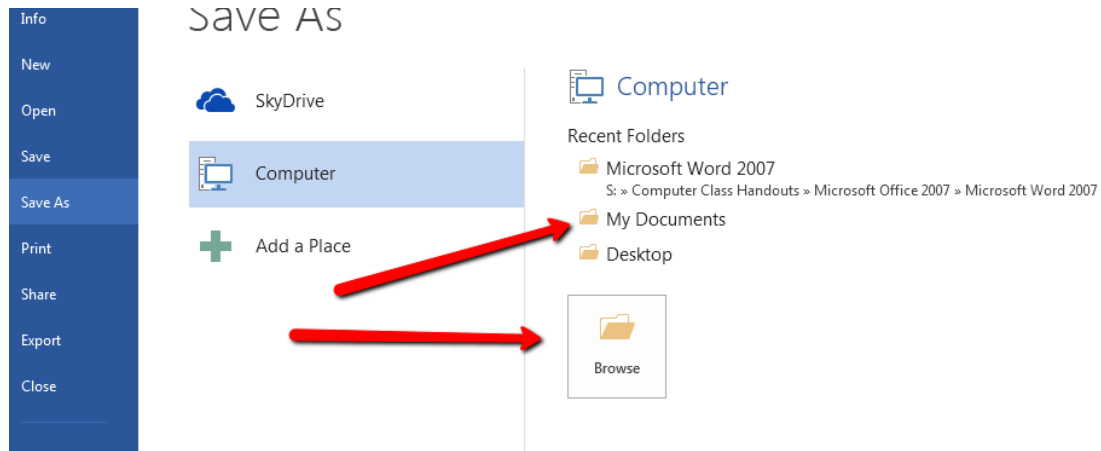 Info
New
Open
Save
Save As
Print
Share
Export
Close
Save As
SkyDrive
Computer
Add a Place
Computer
Recent Folders
Microsoft Word 2007
S: » Computer Class Handouts » Microsoft Office 2007 » Microsoft Word 2007
My Documents
Desktop
Browse